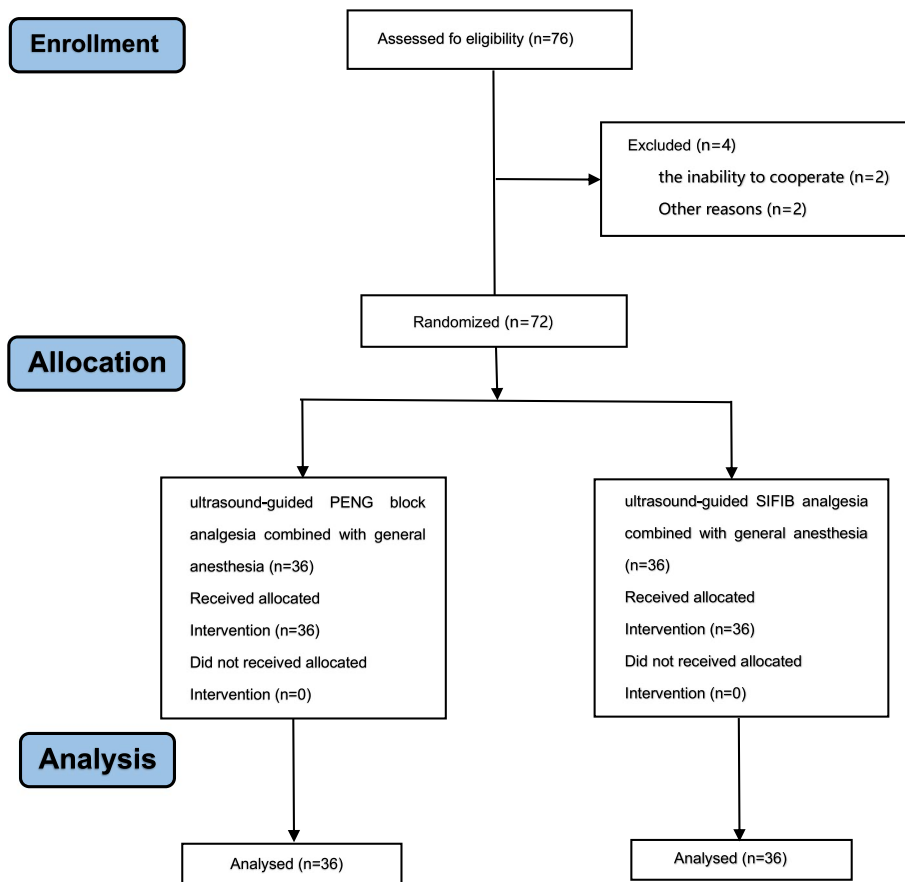 Enrollment
Assessed fo eligibility (n=76)
Excluded (n=4)
the inability to cooperate (n=2)
Other reasons (n=2)
Randomized (n=72)
Allocation
ultrasound-guided PENG block
analgesia combined with general
anesthesia (n=36)
Received allocated
Intervention (n=36)
Did not received allocated
Intervention (n=0)
ultrasound-guided SIFIB analgesia
combined with general anesthesia
(n=36)
Received allocated
Intervention (n=36)
Did not received allocated
Intervention (n=0)
Analysis
Analysed (n=36)
Analysed (n=36)